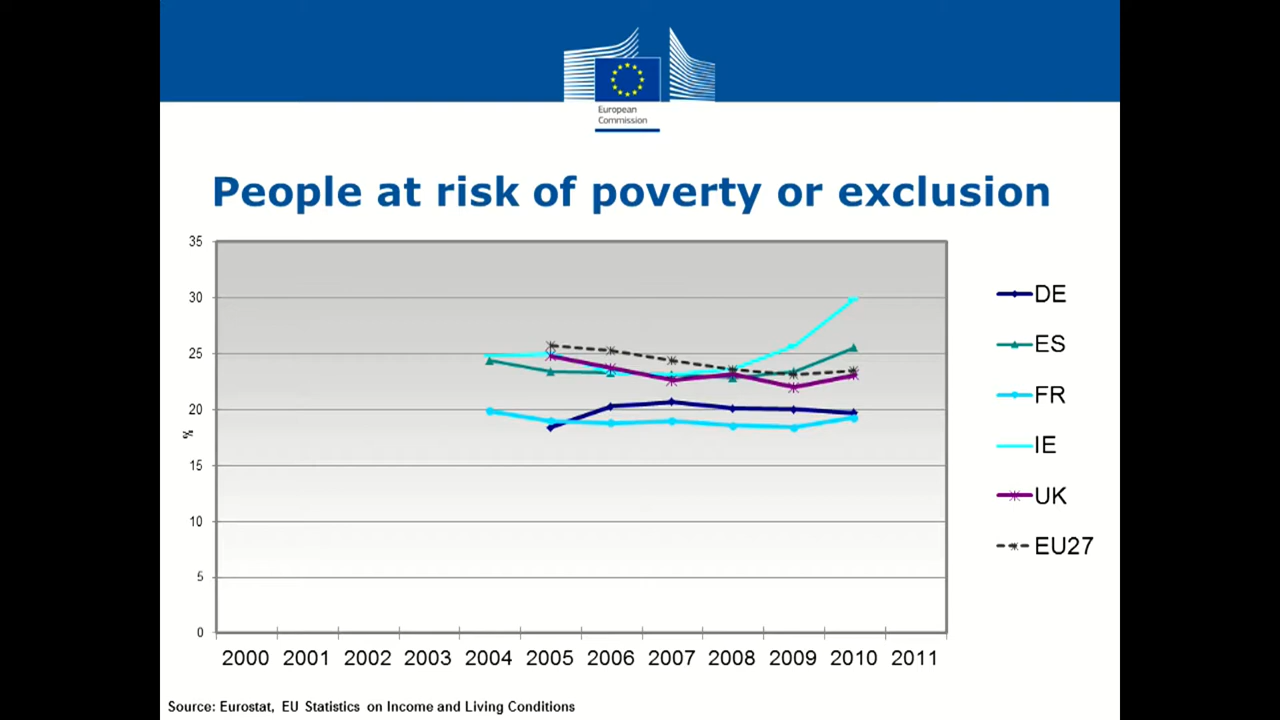 European
Commission
People at risk of poverty or exclusion
35
30
25
20
15
10
5
0
%
2000 2001 2002 2003 2004 2005 2006 2007 2008 2009 2010 2011
DE
ES
FR
IE
UK
EU27
Source: Eurostat, EU Statistics on Income and Living Conditions